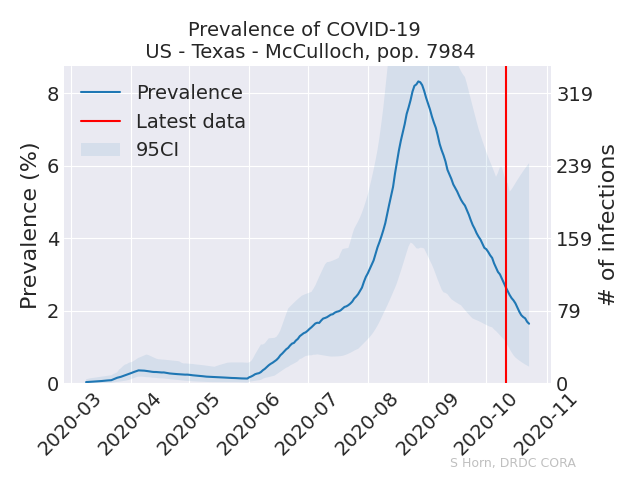 Prevalence of COVID-19
US - Texas - McCulloch, pop. 7984
Prevalence
Latest data
95CI
Prevalence (%)
8
6
4
2
0
319
239
159
79
0
# of infections
2020-03
2020-04
2020-05
2020-06
2020-07
2020-08
2020-09
2020-10
2020-11
S Horn, DRDC CORA